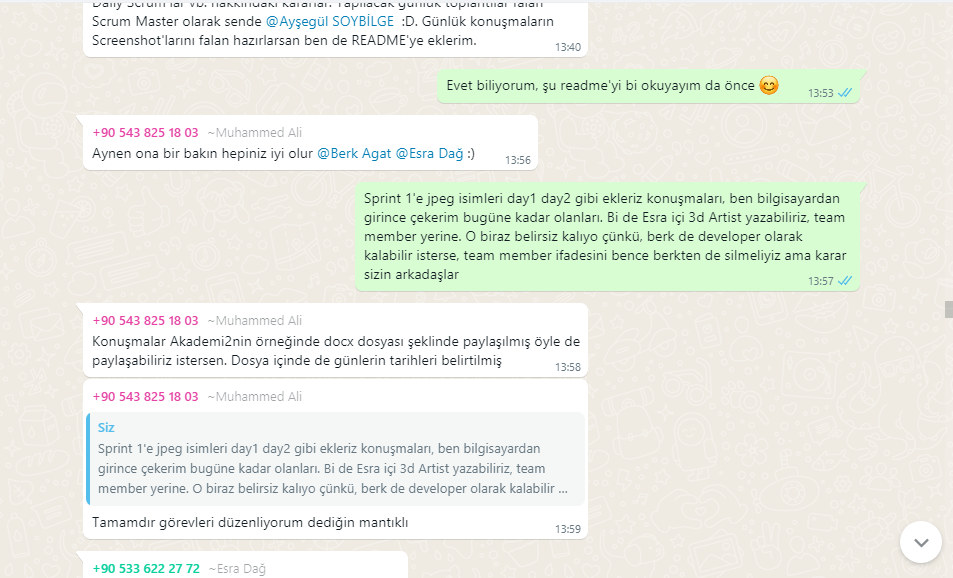 Daily Scrum'lar vb. hakkındaki kararlar. Yapılacak günlük toplantılar falan
Scrum Master olarak sende @Ayşegül SOYBİLGE :D. Günlük konuşmaların
Screenshot'larını falan hazırlarsan ben de README'ye eklerim.
13:40
Evet biliyorum, şu readme'yi bi okuyayım da önce 😊
13:53
+90 543 825 18 03 ~Muhammed Ali
Aynen ona bir bakın hepiniz iyi olur @Berk Agat @Esra Dağ :)
13:56
Sprint 1'e jpeg isimleri day1 day2 gibi ekleriz konuşmaları, ben bilgisayardan
girince çekerim bugüne kadar olanları. Bi de Esra içi 3d Artist yazabiliriz, team
member yerine. O biraz belirsiz kalıyo çünkü, berk de developer olarak
kalabilir isterse, team member ifadesini bence berkten de silmeliyiz ama karar
sizin arkadaşlar
13:57
+90 543 825 18 03 ~Muhammed Ali
Konuşmalar Akademi2nin örneğinde docx dosyası şeklinde paylaşılmış öyle de
paylaşabiliriz istersen. Dosya içinde de günlerin tarihleri belirtilmiş
13:58
+90 543 825 18 03 ~Muhammed Ali
Siz
Sprint 1'e jpeg isimleri day1 day2 gibi ekleriz konuşmaları, ben bilgisayardan
girince çekerim bugüne kadar olanları. Bi de Esra içi 3d Artist yazabiliriz, team
member yerine. O biraz belirsiz kalıyo çünkü, berk de developer olarak kalabilir ...
Tamamdır görevleri düzenliyorum dediğin mantıklı
13:59
+90 533 622 27 72 ~Esra Dağ